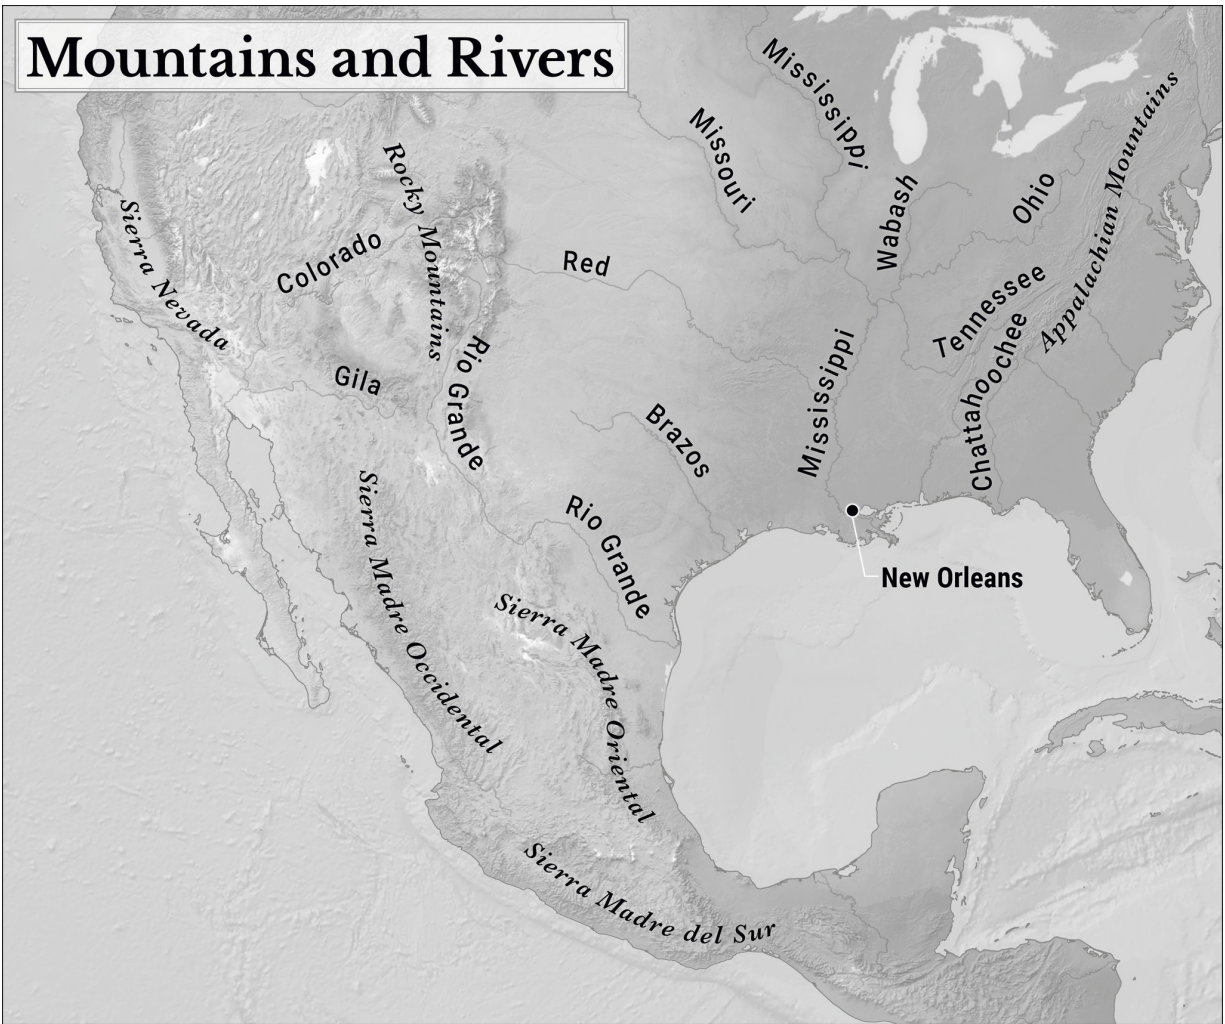 Mountains and Rivers
Mississippi
Missouri
Rocky Mountains
Appalachian Mountains
Ohio
Wabash
Sierra Nevada
Colorado
Red
Tennessee
Chattahoochee
Mississippi
Rio Grande
Gila
Brazos
Sierra Madre Occidental
Rio Grande
New Orleans
Sierra Madre Oriental
Sierra Madre del Sur